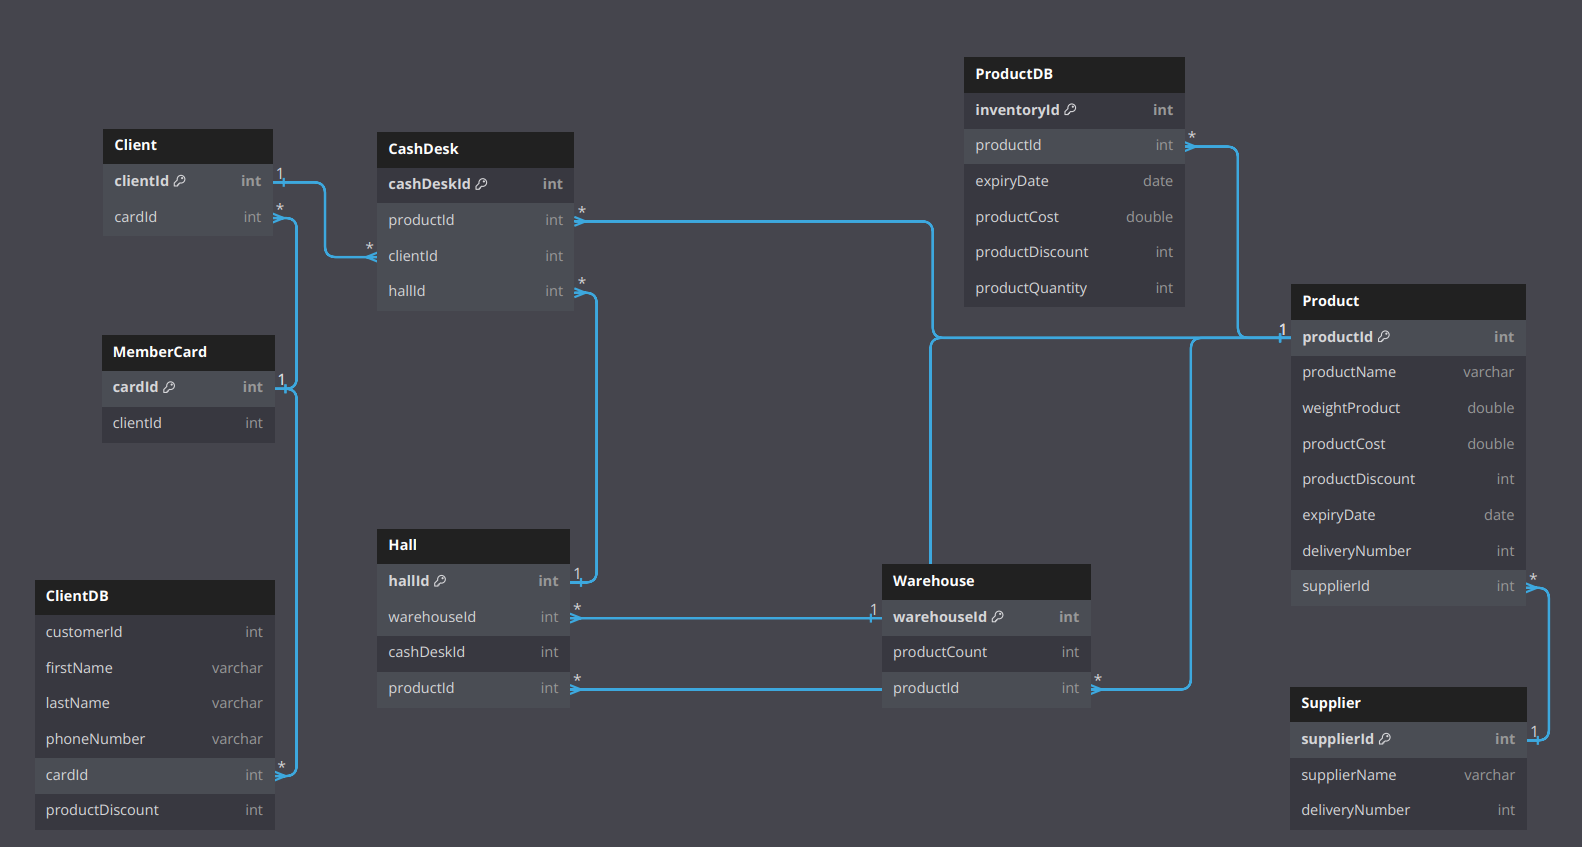 ProductDB
inventoryId int
productId int
expiryDate date
productCost double
productDiscount int
productQuantity int
*
Client
clientId int
cardId int
1
*
CashDesk
cashDeskId int
productId int
clientId int
hallId int
*
*
*
Product
productId int
productName varchar
weightProduct double
productCost double
productDiscount int
expiryDate date
deliveryNumber int
supplierId int
1
*
MemberCard
cardId int
clientId int
1
Hall
hallId int
warehouseId int
cashDeskId int
productId int
1
*
*
Warehouse
warehouseId int
productCount int
productId int
1
*
ClientDB
customerId int
firstName varchar
lastName varchar
phoneNumber varchar
cardId int
productDiscount int
*
Supplier
supplierId int
supplierName varchar
deliveryNumber int
1